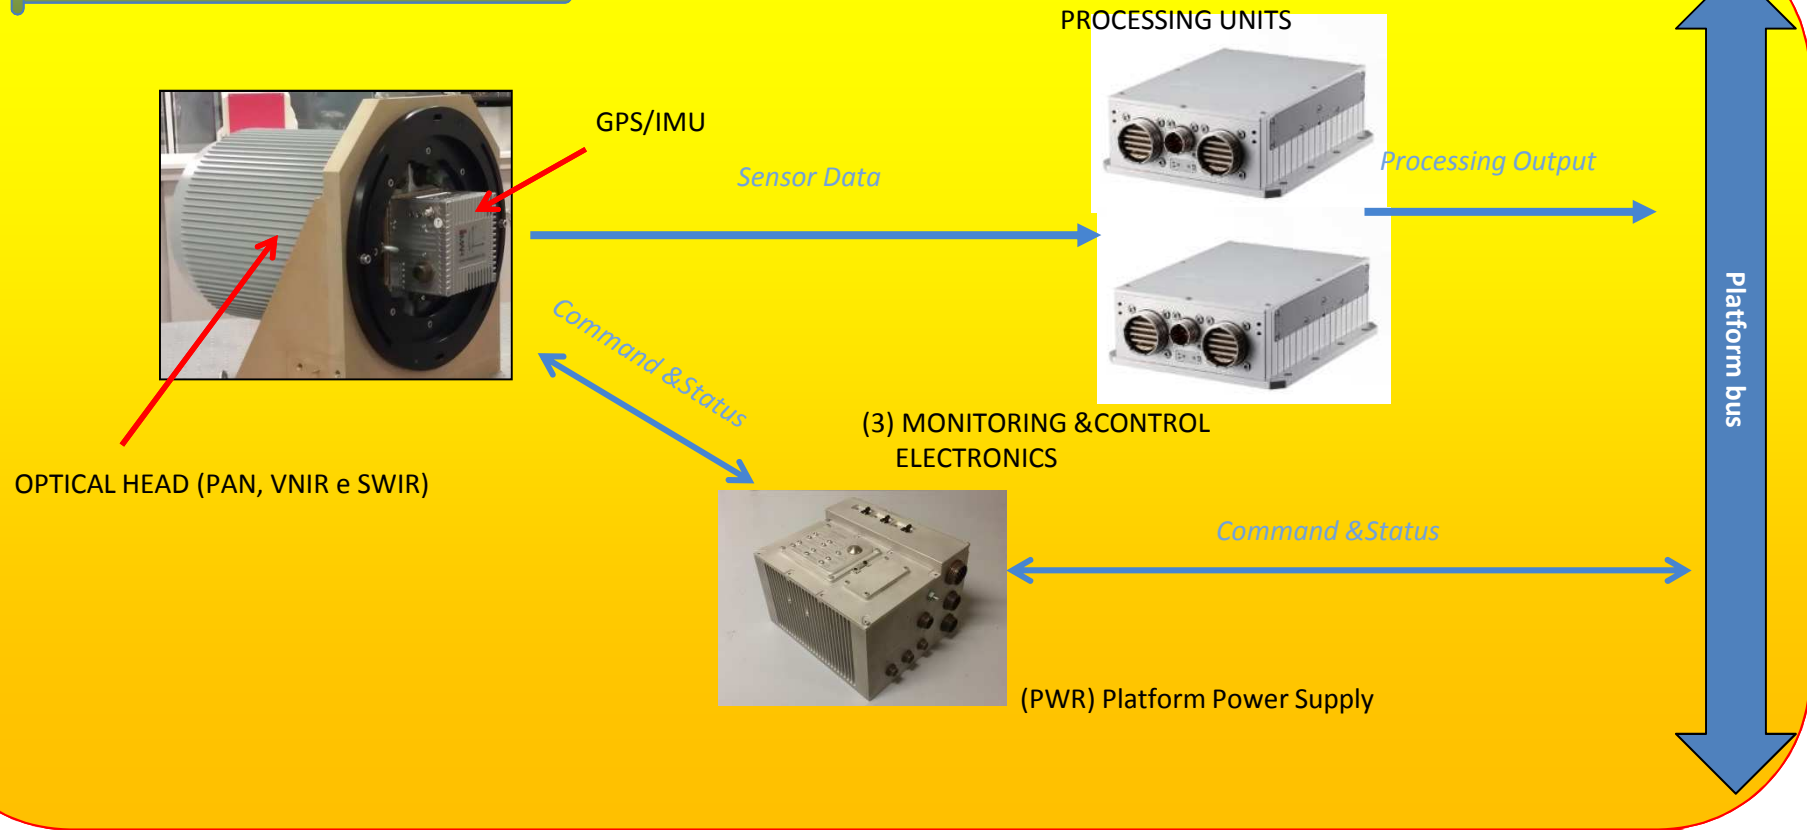 PROCESSING UNITS
GPS/IMU
Sensor Data
Processing Output
Command &Status
Platform bus
(3) MONITORING &CONTROL
ELECTRONICS
OPTICAL HEAD (PAN, VNIR e SWIR)
Command &Status
(PWR) Platform Power Supply